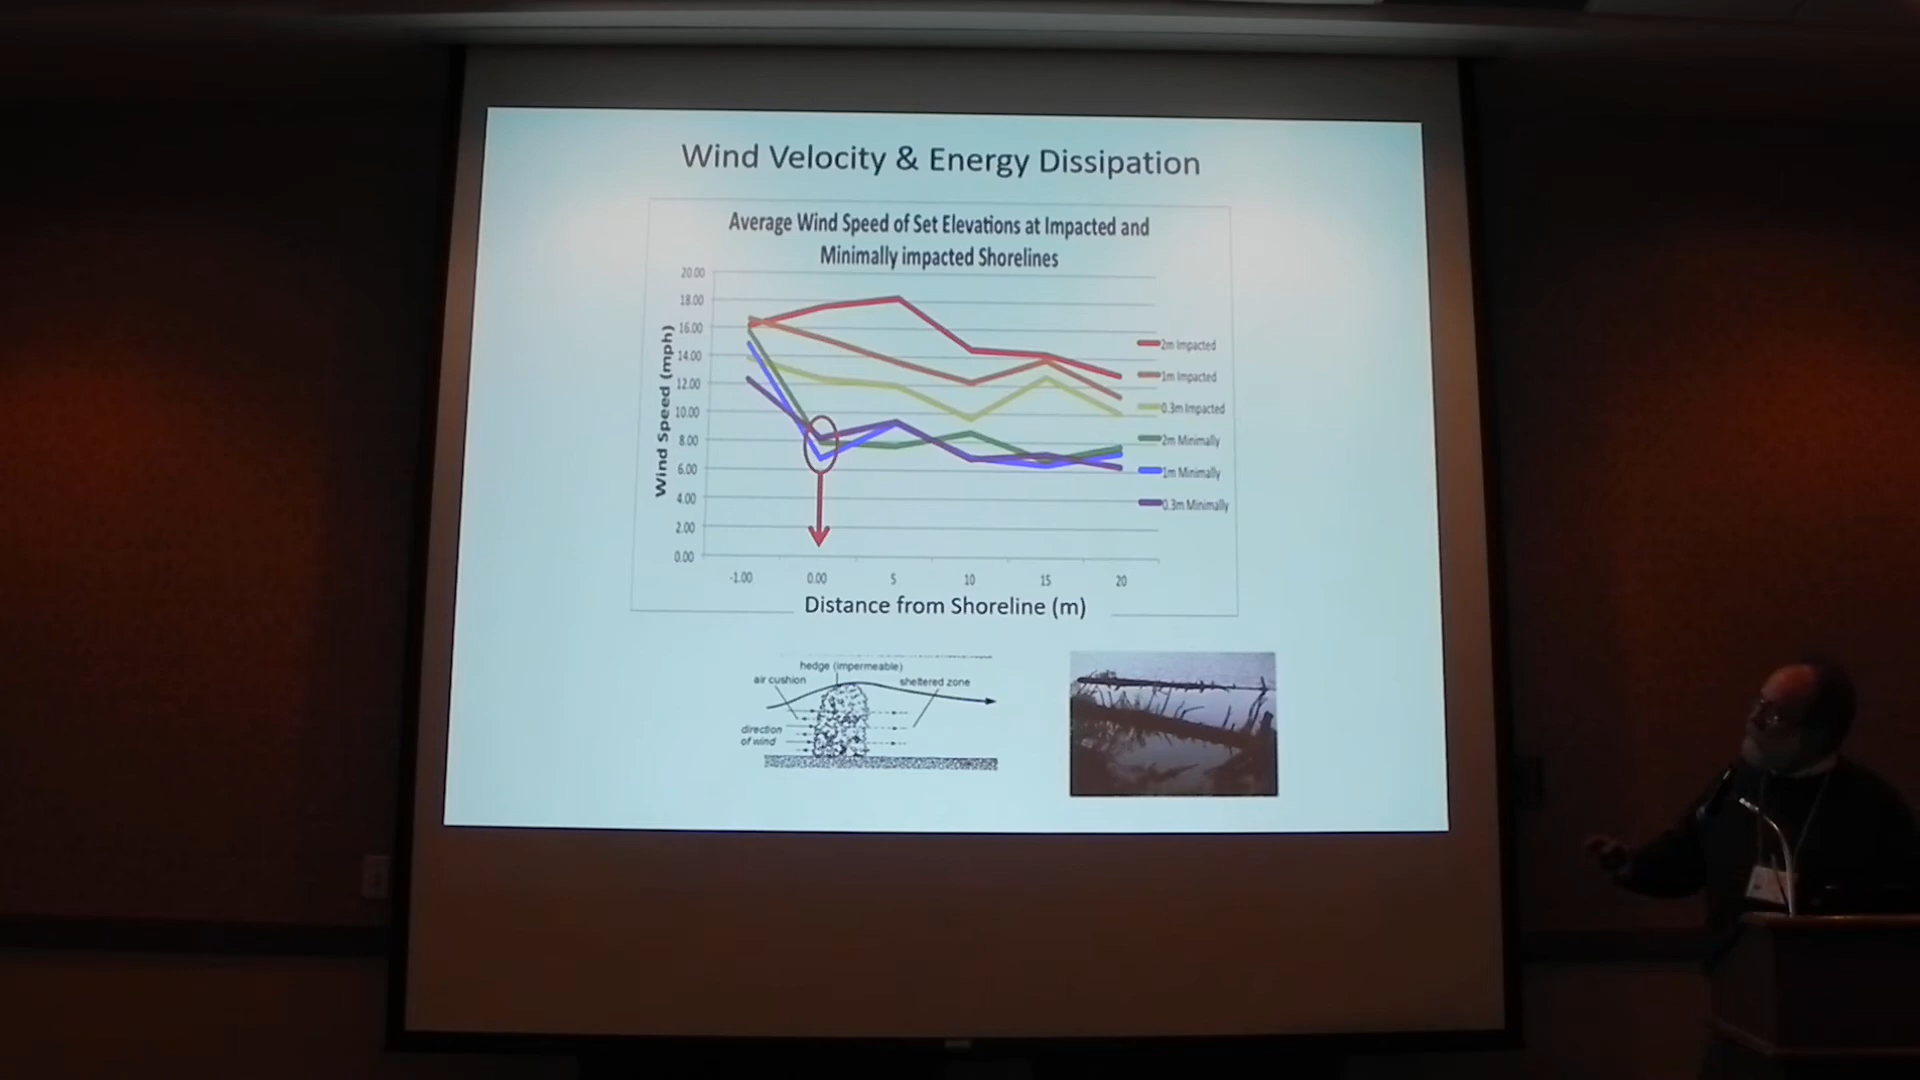 Wind Velocity & Energy Dissipation
Average Wind Speed of Set Elevations at Impacted and
Minimally impacted Shorelines
Wind Speed (mph)
20.00
18.00
16.00
14.00
12.00
10.00
8.00
6.00
4.00
2.00
0.00
-1.00 0.00 5 10 15 20
Distance from Shoreline (m)
2m Impacted
1m Impacted
0.3m Impacted
2m Minimally
1m Minimally
0.3m Minimally
hedge (impermeable)
air cushion
sheltered zone
direction
of wind